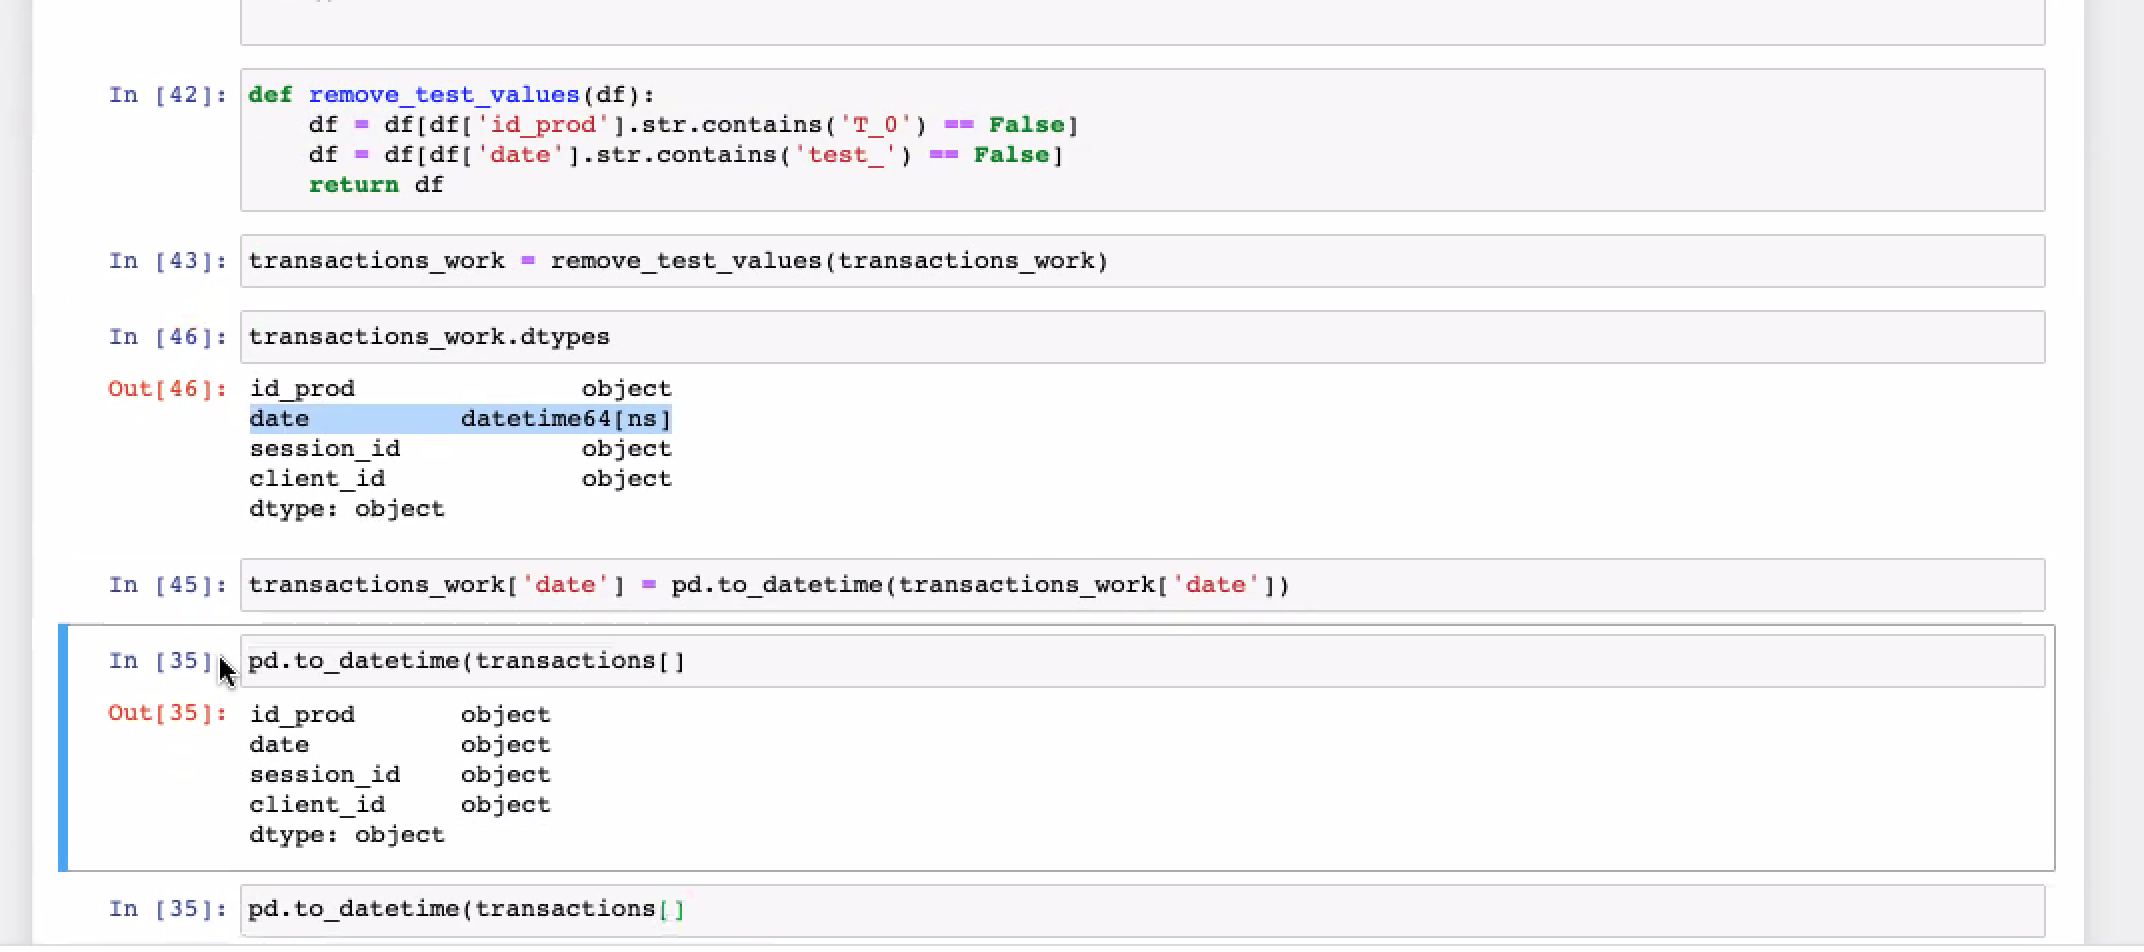 In [42]: def remove_test_values(df):
df = df[df['id_prod'].str.contains('T_0') == False]
df = df[df['date'].str.contains('test_') == False]
return df
In [43]: transactions_work = remove_test_values(transactions_work)
In [46]: transactions_work.dtypes
Out[46]: id_prod object
date datetime64[ns]
session_id object
client_id object
dtype: object
In [45]: transactions_work['date'] = pd.to_datetime(transactions_work['date'])
In [35] pd.to_datetime(transactions[]
Out[35]: id_prod object
date object
session_id object
client_id object
dtype: object
In [35]: pd.to_datetime(transactions[]